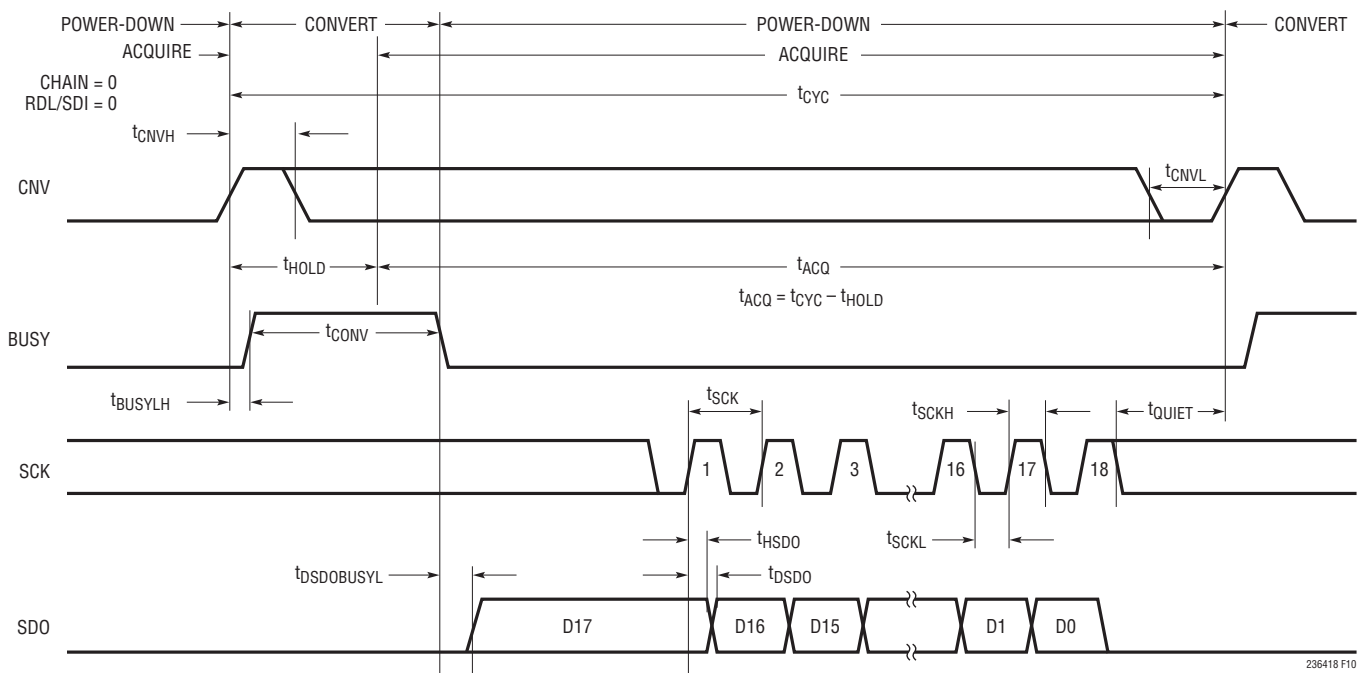 POWER-DOWN CONVERT POWER-DOWN CONVERT
ACQUIRE ACQUIRE
CHAIN = 0
RDL/SDI = 0
tCYC
tCNVH
CNV
tCNVL
tHOLD tACQ
tACQ = tCYC – tHOLD
BUSY
tCONV
tBUSYLH
tSCK
tSCKH
tQUIET
SCK
1 2 3 16 17 18
tHSDO
tSCKL
tDSDOBUSYL
tDSDO
SDO
D17 D16 D15 D1 D0
236418 F10